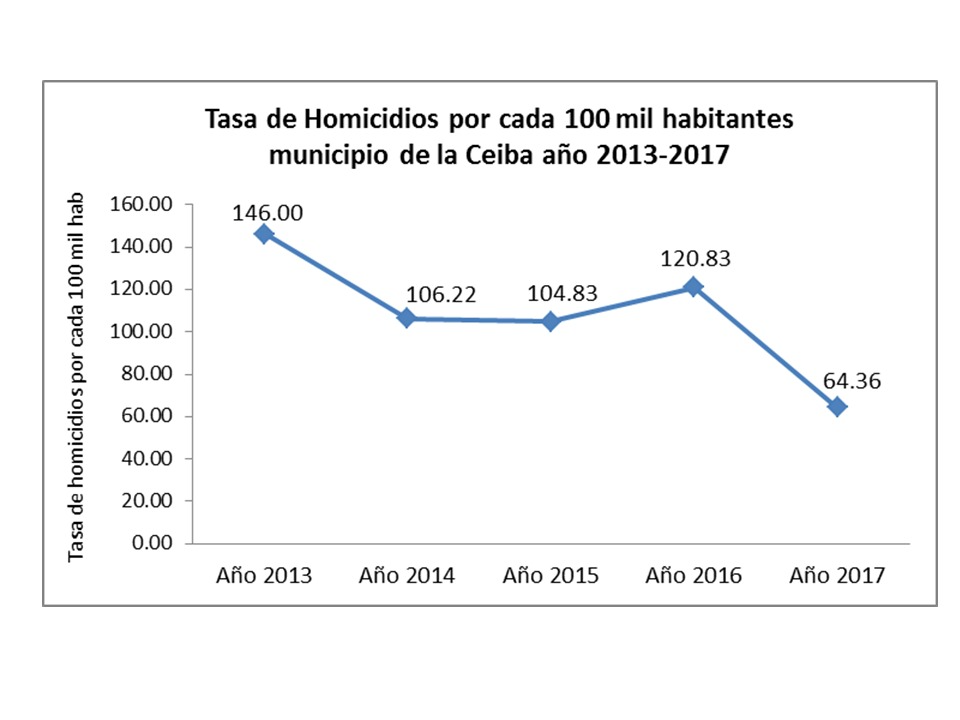 Tasa de Homicidios por cada 100 mil habitantes
municipio de la Ceiba año 2013-2017
Tasa de homicidios por cada 100 mil hab
160.00
140.00
120.00
100.00
80.00
60.00
40.00
20.00
0.00
146.00
106.22
104.83
120.83
64.36
Año 2013
Año 2014
Año 2015
Año 2016
Año 2017